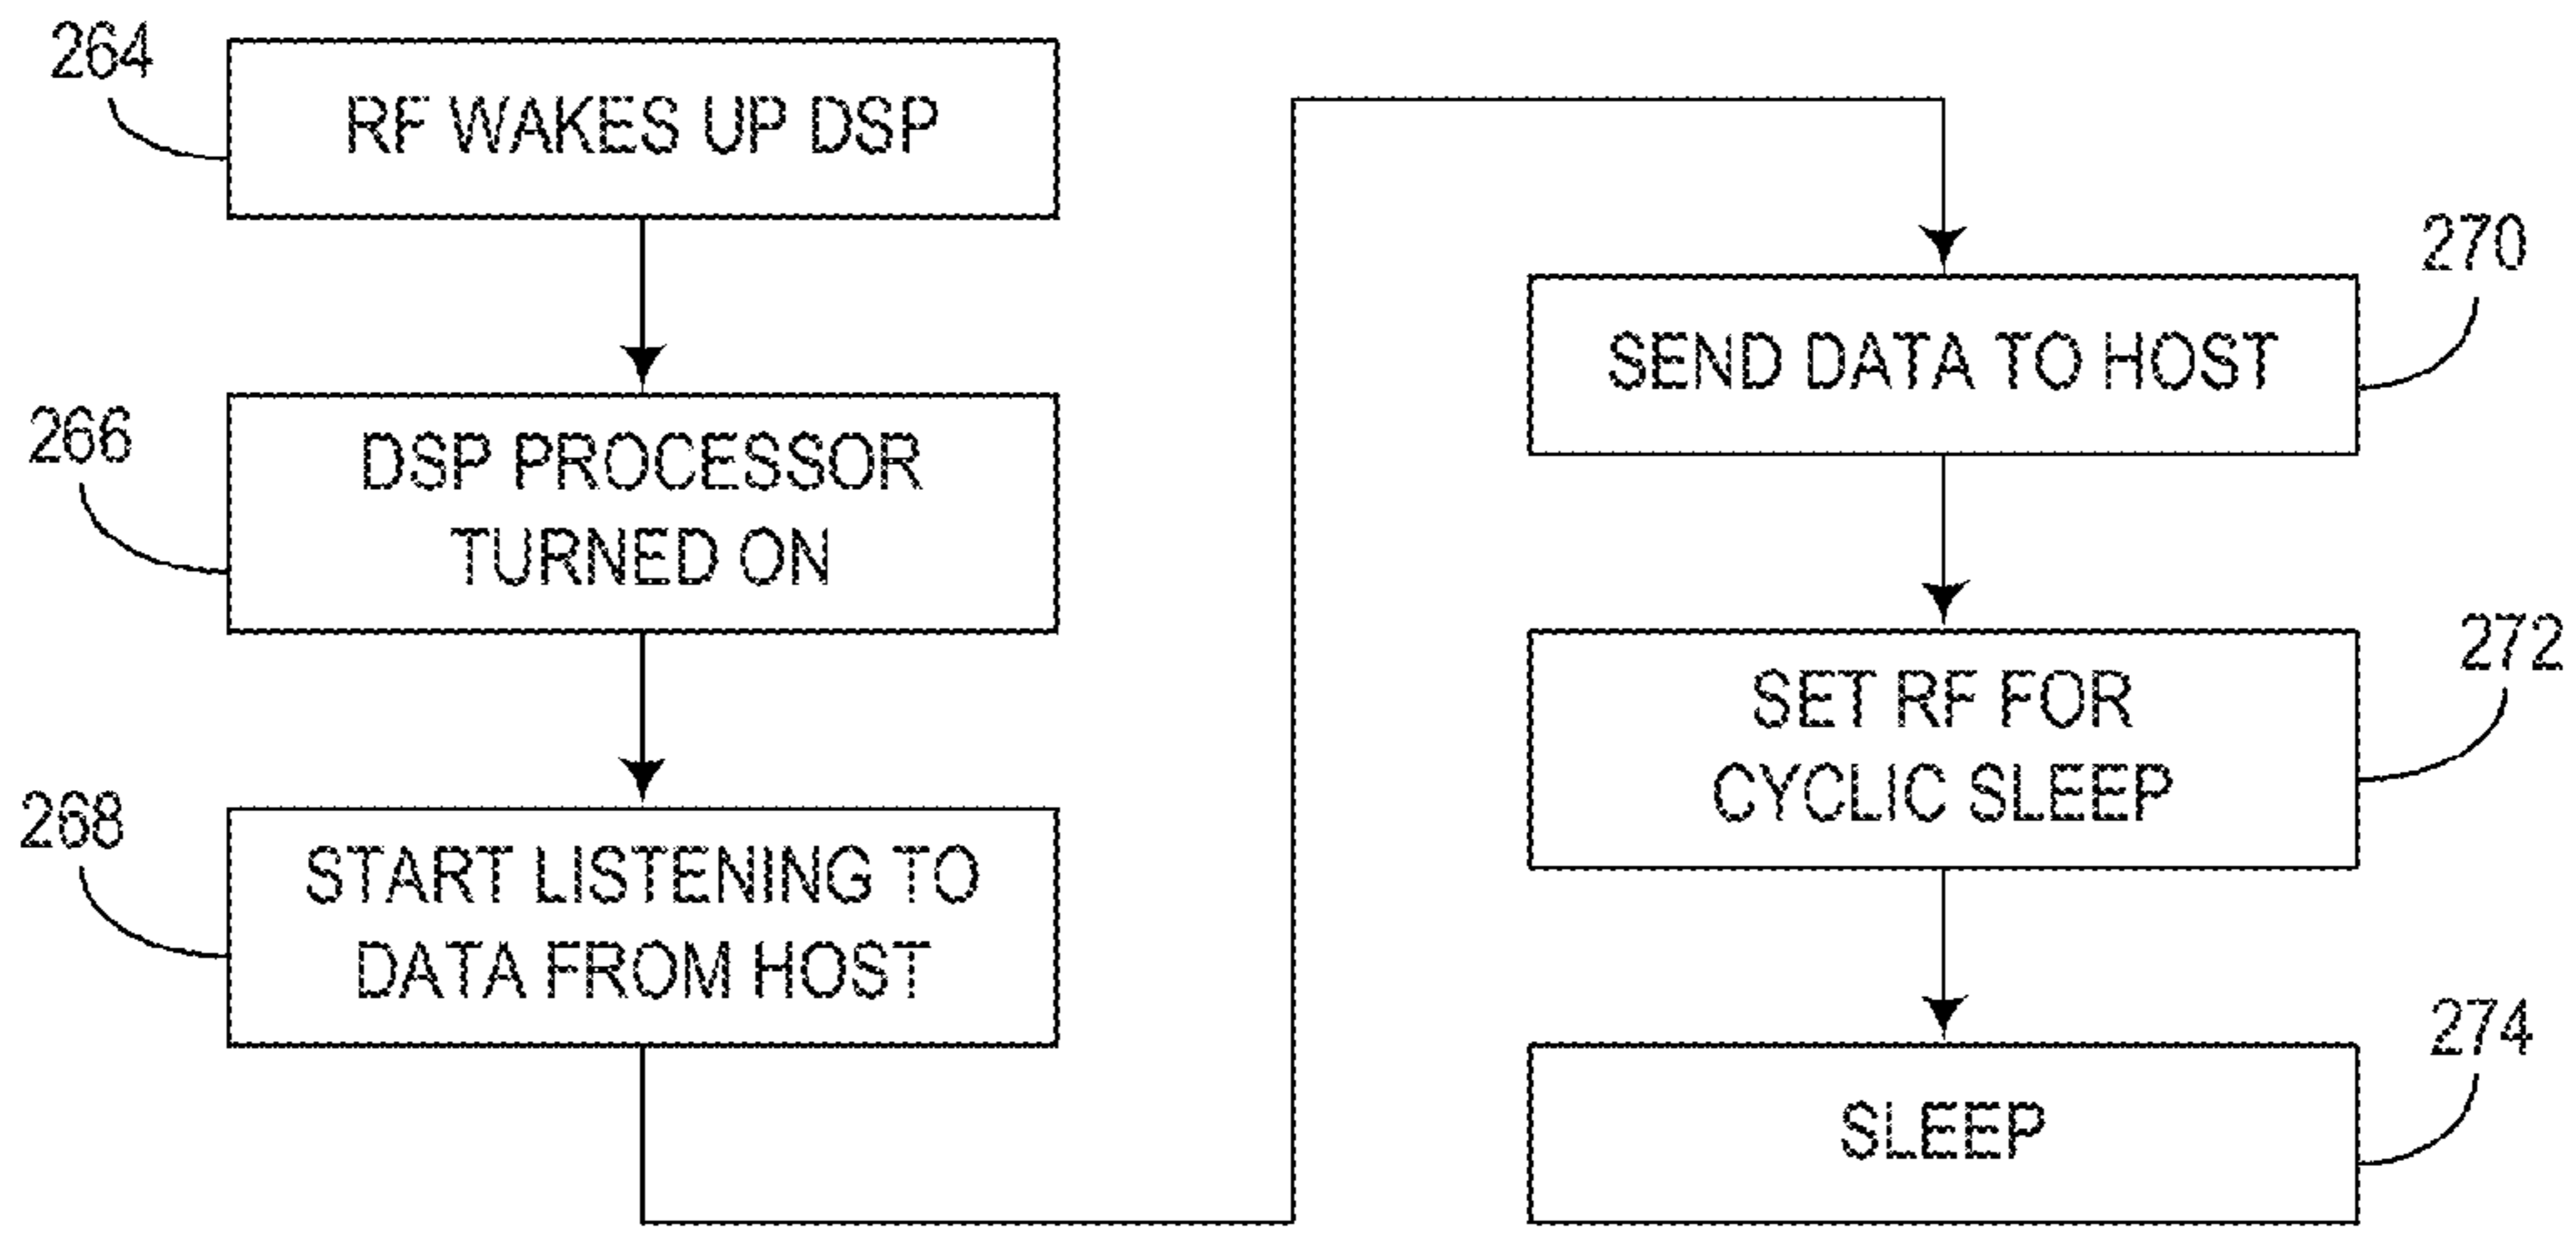 264
RF WAKES UP DSP
266
DSP PROCESSOR
TURNED ON
268
START LISTENING TO
DATA FROM HOST
270
SEND DATA TO HOST
272
SET RF FOR
CYCLIC SLEEP
274
SLEEP